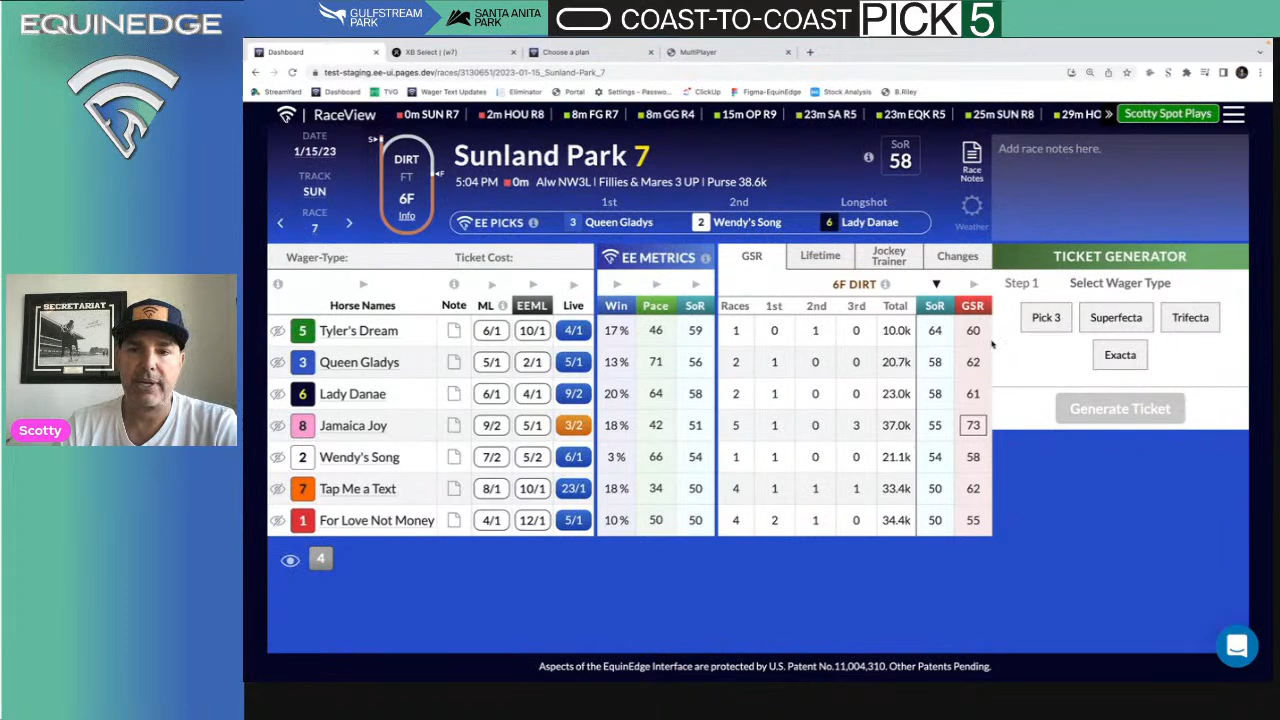 EQUINEDGE
GULFSTREAM PARK
SANTA ANITA PARK
COAST-TO-COAST PICK 5
Dashboard
XB Select | (w7)
Choose a plan
MultiPlayer
test-staging.ee-ui.pages.dev/races/3130651/2023-01-15_Sunland-Park_7
StreamYard Dashboard TVG Wager Text Updates Eliminator Portal Settings - Passwo... ClickUp Figma-EquinEdge Stock Analysis B.Riley
RaceView 0m SUN R7 2m HOU R8 8m FG R7 8m GG R4 15m OP R9 23m SA R5 23m EQK R5 25m SUN R8 29m HO » Scotty Spot Plays
DATE
1/15/23
TRACK
SUN
RACE
7
S
DIRT
FT
6F
Info
F
Sunland Park 7
5:04 PM 0m Alw NW3L | Fillies & Mares 3 UP | Purse 38.6k
SoR
58
Race Notes
Weather
Add race notes here.
1st 2nd Longshot
EE PICKS 3 Queen Gladys 2 Wendy's Song 6 Lady Danae
Wager-Type: Ticket Cost:
EE METRICS
GSR Lifetime Jockey Trainer Changes
TICKET GENERATOR
6F DIRT
Step 1 Select Wager Type
Pick 3 Superfecta Trifecta
Exacta
Generate Ticket
Horse Names Note ML EEML Live Win Pace SoR Races 1st 2nd 3rd Total SoR GSR
5 Tyler's Dream 6/1 10/1 4/1 17 % 46 59 1 0 1 0 10.0k 64 60
3 Queen Gladys 5/1 2/1 5/1 13 % 71 56 2 1 0 0 20.7k 58 62
6 Lady Danae 6/1 4/1 9/2 20 % 64 58 2 1 0 0 23.0k 58 61
8 Jamaica Joy 9/2 5/1 3/2 18 % 42 51 5 1 0 3 37.0k 55 73
2 Wendy's Song 7/2 5/2 6/1 3 % 66 54 1 1 0 0 21.1k 54 58
7 Tap Me a Text 8/1 10/1 23/1 18 % 34 50 4 1 1 1 33.4k 50 62
1 For Love Not Money 4/1 12/1 5/1 10 % 50 50 4 2 1 0 34.4k 50 55
4
SECRETARIAT
Scotty
Aspects of the EquinEdge Interface are protected by U.S. Patent No.11,004,310. Other Patents Pending.